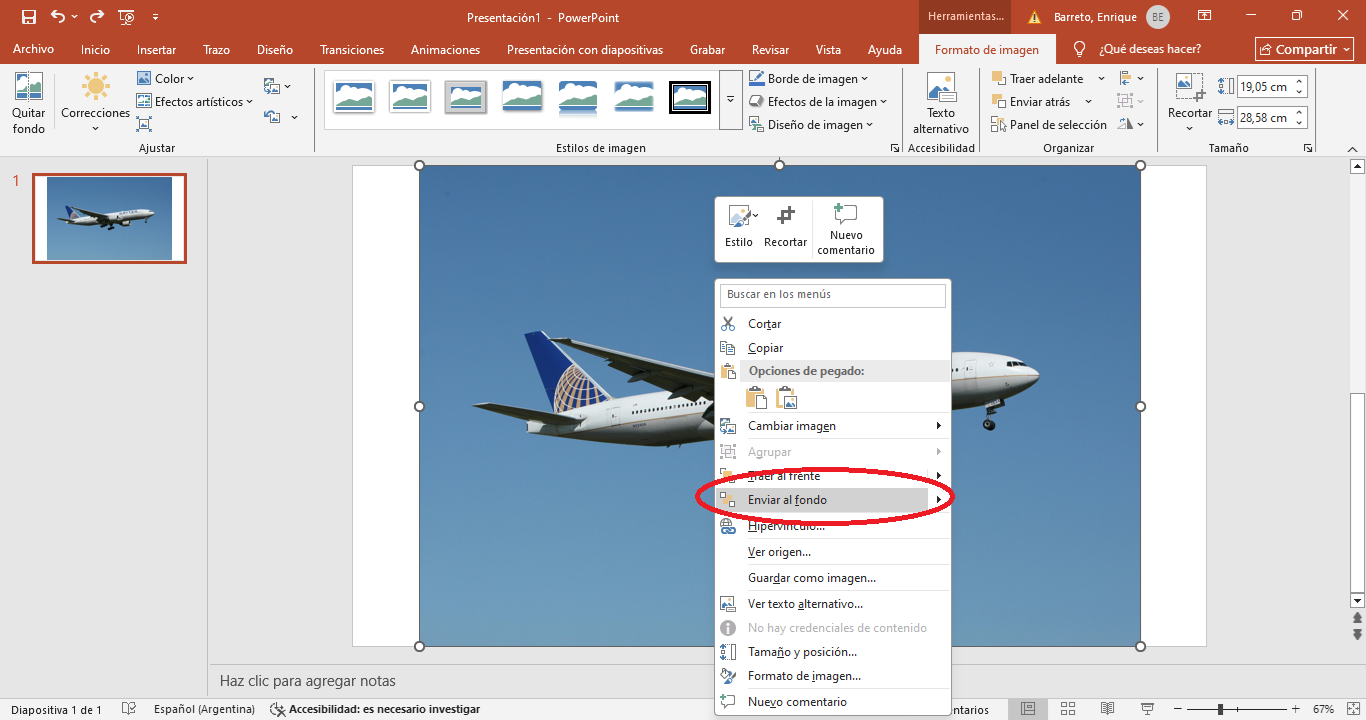 Presentación1 - PowerPoint
Herramientas...
Barreto, Enrique
BE
Archivo
Inicio
Insertar
Trazo
Diseño
Transiciones
Animaciones
Presentación con diapositivas
Grabar
Revisar
Vista
Ayuda
Formato de imagen
¿Qué deseas hacer?
Compartir
Quitar
fondo
Correcciones
Color
Efectos artísticos
Ajustar
Estilos de imagen
Borde de imagen
Efectos de la imagen
Diseño de imagen
Texto
alternativo
Accesibilidad
Traer adelante
Enviar atrás
Panel de selección
Organizar
Recortar
19,05 cm
28,58 cm
Tamaño
1
Estilo
Recortar
Nuevo
comentario
Buscar en los menús
Cortar
Copiar
Opciones de pegado:
Cambiar imagen
Agrupar
Traer al frente
Enviar al fondo
Hipervínculo...
Ver origen...
Guardar como imagen...
Ver texto alternativo...
No hay credenciales de contenido
Tamaño y posición...
Formato de imagen...
Nuevo comentario
Haz clic para agregar notas
Diapositiva 1 de 1
Español (Argentina)
Accesibilidad: es necesario investigar
entarios
67%